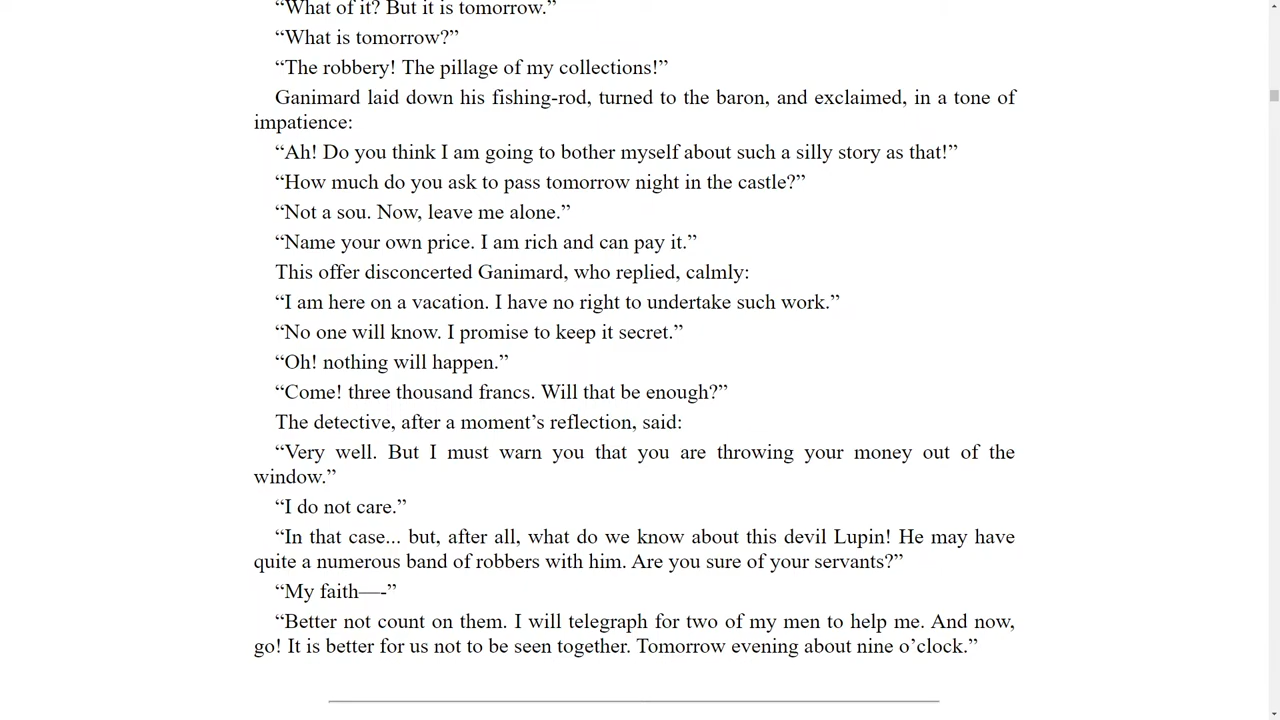 “What of it? But it is tomorrow.”
“What is tomorrow?”
“The robbery! The pillage of my collections!”
Ganimard laid down his fishing-rod, turned to the baron, and exclaimed, in a tone of
impatience:
“Ah! Do you think I am going to bother myself about such a silly story as that!”
“How much do you ask to pass tomorrow night in the castle?”
“Not a sou. Now, leave me alone.”
“Name your own price. I am rich and can pay it.”
This offer disconcerted Ganimard, who replied, calmly:
“I am here on a vacation. I have no right to undertake such work.”
“No one will know. I promise to keep it secret.”
“Oh! nothing will happen.”
“Come! three thousand francs. Will that be enough?”
The detective, after a moment’s reflection, said:
“Very well. But I must warn you that you are throwing your money out of the
window.”
“I do not care.”
“In that case... but, after all, what do we know about this devil Lupin! He may have
quite a numerous band of robbers with him. Are you sure of your servants?”
“My faith—-”
“Better not count on them. I will telegraph for two of my men to help me. And now,
go! It is better for us not to be seen together. Tomorrow evening about nine o’clock.”